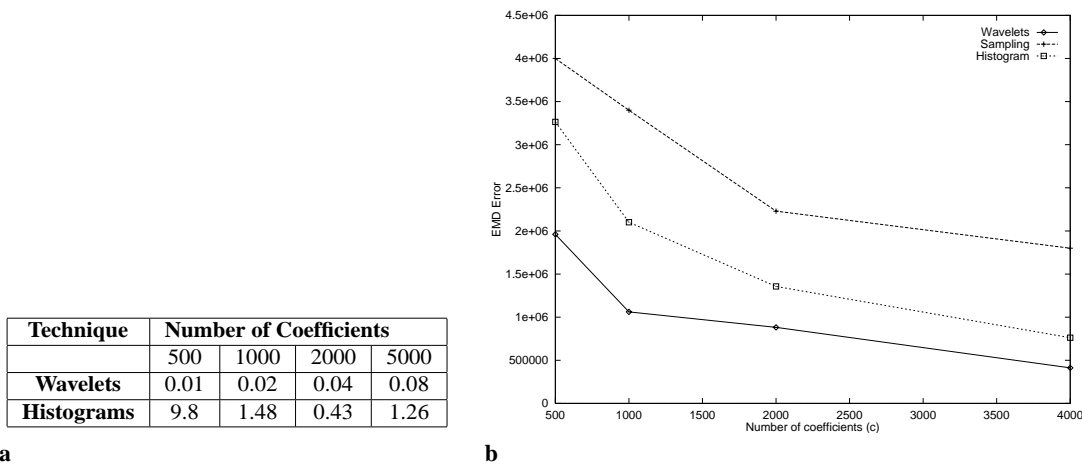 Technique Number of Coefficients
500 1000 2000 5000
Wavelets 0.01 0.02 0.04 0.08
Histograms 9.8 1.48 0.43 1.26
a
4.5e+06
4e+06
3.5e+06
3e+06
2.5e+06
2e+06
1.5e+06
1e+06
500000
0
EMD Error
Wavelets
Sampling
Histogram
500 1000 1500 2000 2500 3000 3500 4000
Number of coefficients (c)
b